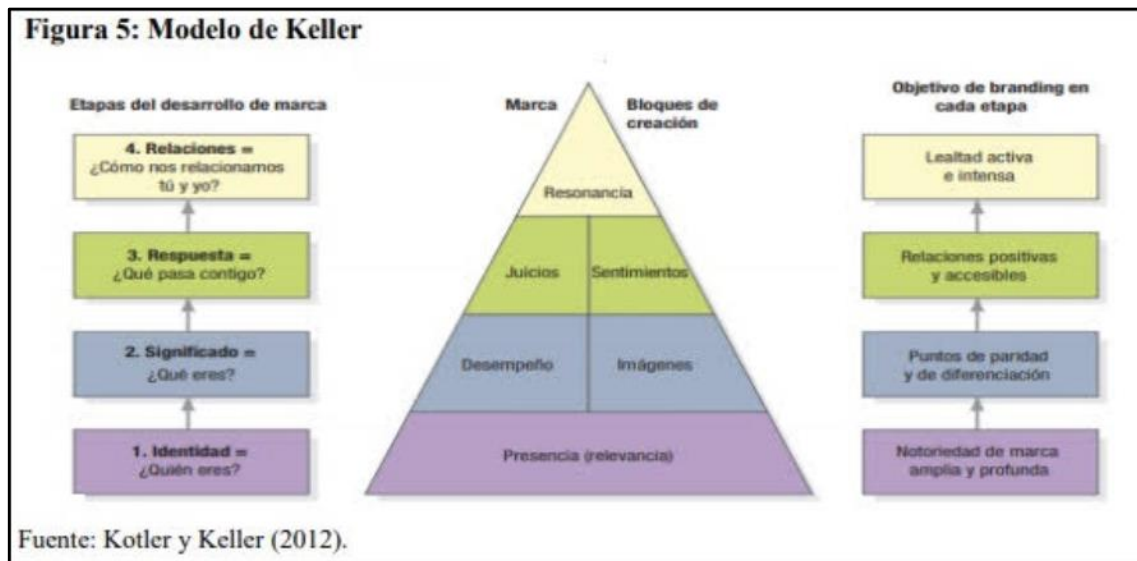 Figura 5: Modelo de Keller
Etapas del desarrollo de marca
4. Relaciones =
¿Cómo nos relacionamos
tú y yo?
3. Respuesta =
¿Qué pasa contigo?
2. Significado =
¿Qué eres?
1. Identidad =
¿Quién eres?
Marca
Bloques de
creación
Resonancia
Juicios
Sentimientos
Desempeño
Imágenes
Presencia (relevancia)
Objetivo de branding en
cada etapa
Lealtad activa
e intensa
Relaciones positivas
y accesibles
Puntos de paridad
y de diferenciación
Notoriedad de marca
amplia y profunda
Fuente: Kotler y Keller (2012).